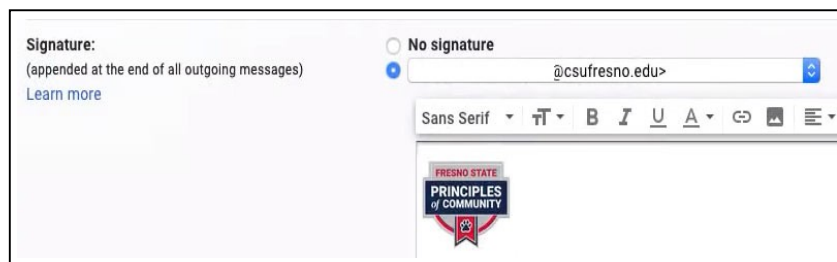 Signature:
(appended at the end of all outgoing messages)
Learn more
No signature
@csufresno.edu>
Sans Serif
B I U A
FRESNO STATE
PRINCIPLES
of COMMUNITY